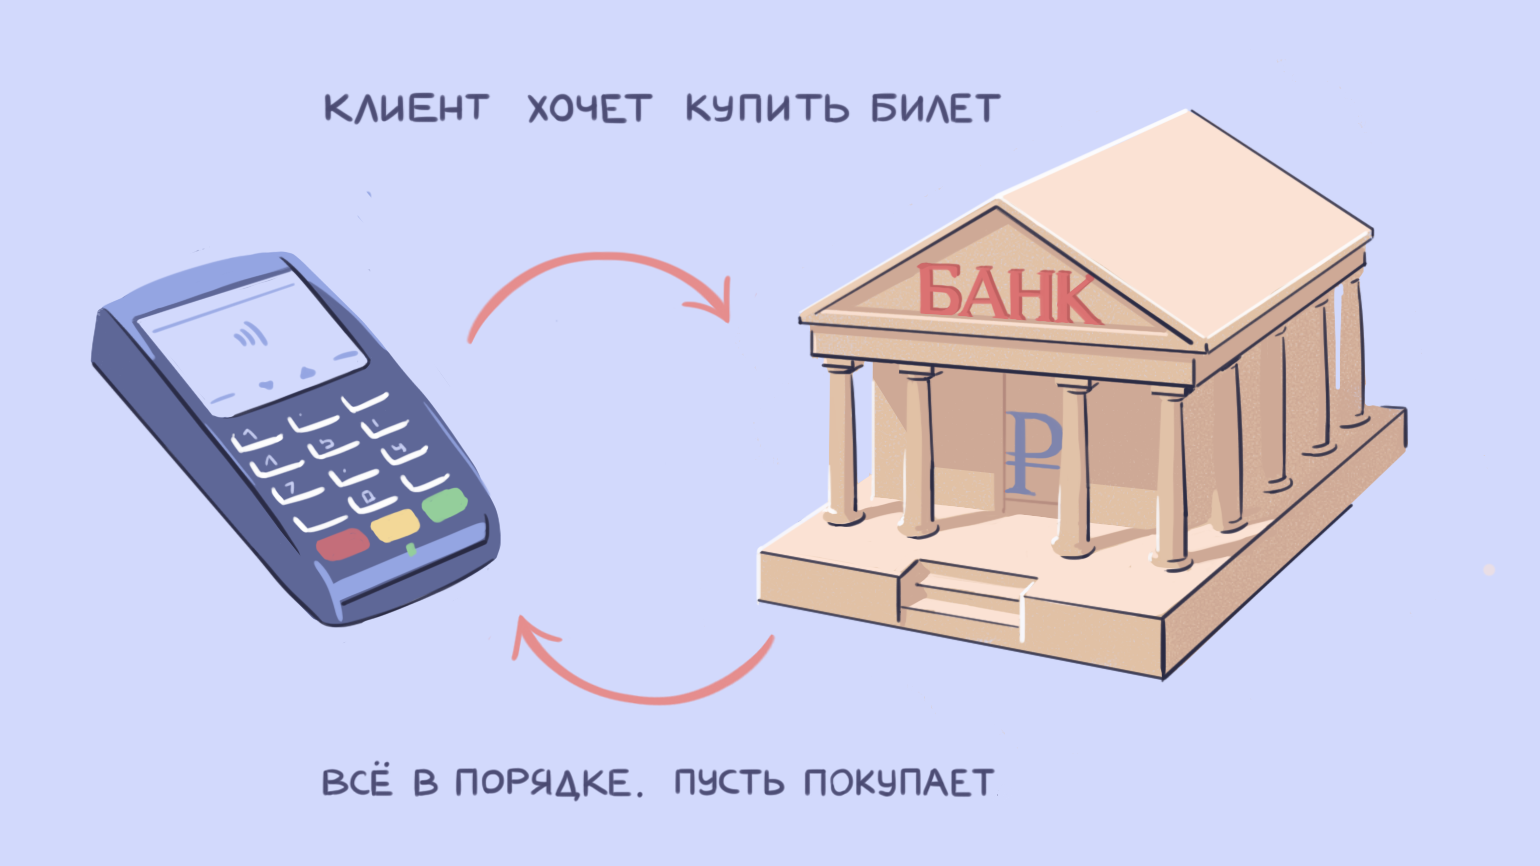 КЛИЕНТ ХОЧЕТ КУПИТЬ БИЛЕТ
БАНК
₽
ВСЁ В ПОРЯДКЕ. ПУСТЬ ПОКУПАЕТ